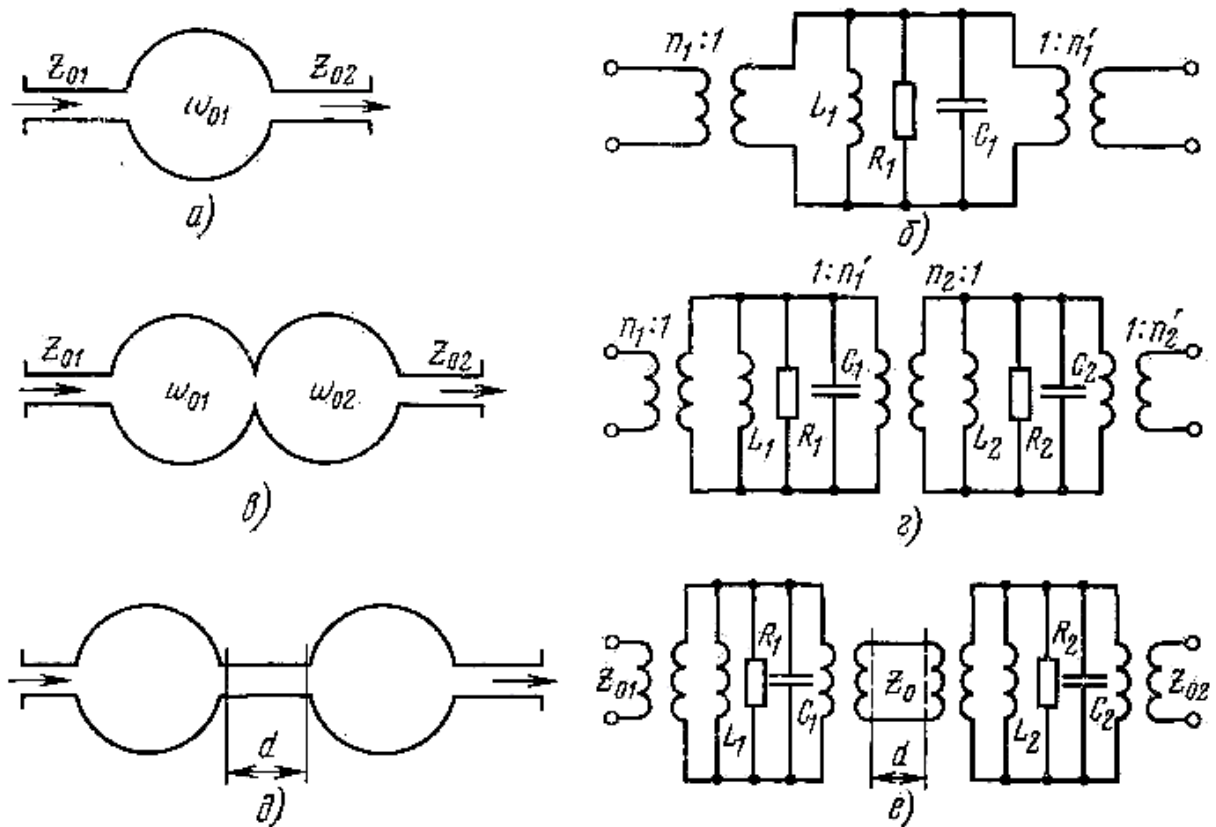 Z₀₁
Z₀₂
ω₀₁
а)
n₁:1
1:n₁′
L₁
R₁
C₁
б)
Z₀₁
Z₀₂
ω₀₁
ω₀₂
в)
n₁:1
1:n₁′
n₂:1
1:n₂′
L₁
R₁
C₁
L₂
R₂
C₂
г)
d
д)
Z₀₁
L₁
R₁
C₁
Z₀
d
L₂
R₂
C₂
Z₀₂
е)